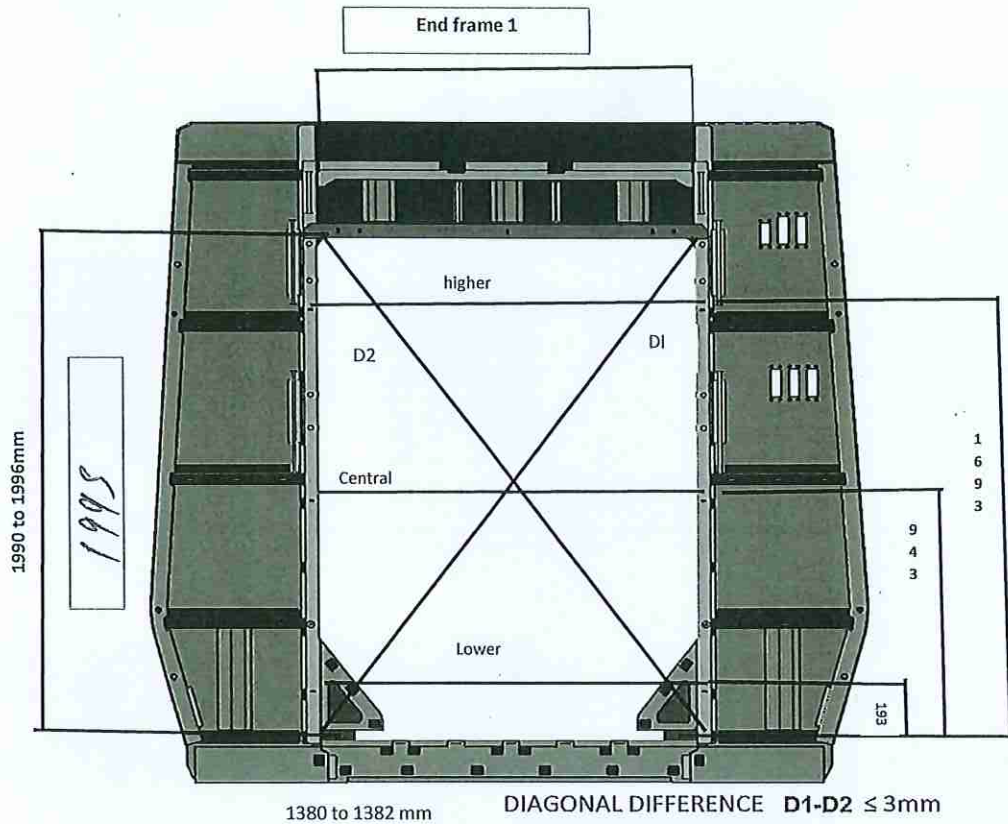 End frame 1
higher
D2
D1
1990 to 1996mm
1995
Central
1
6
9
3
9
4
3
Lower
193
1380 to 1382 mm
DIAGONAL DIFFERENCE D1-D2 ≤ 3mm